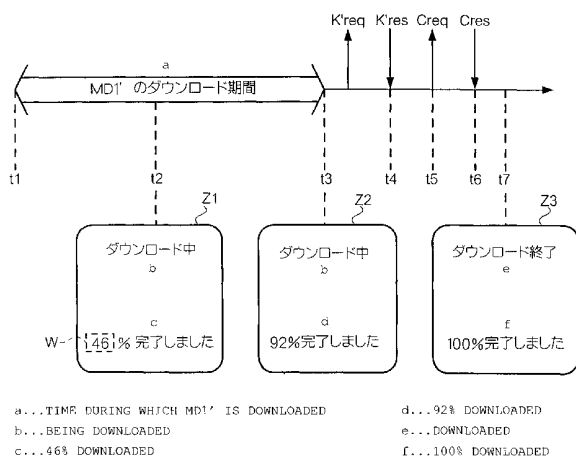 K'req K'res Creq Cres
a
MD1' のダウンロード期間
t1 t2 t3 t4 t5 t6 t7
Z1 Z2 Z3
ダウンロード中 ダウンロード中 ダウンロード終了
b b e
c d f
W 46 % 完了しました 92%完了しました 100%完了しました
a...TIME DURING WHICH MD1' IS DOWNLOADED d...92% DOWNLOADED
b...BEING DOWNLOADED e...DOWNLOADED
c...46% DOWNLOADED f...100% DOWNLOADED